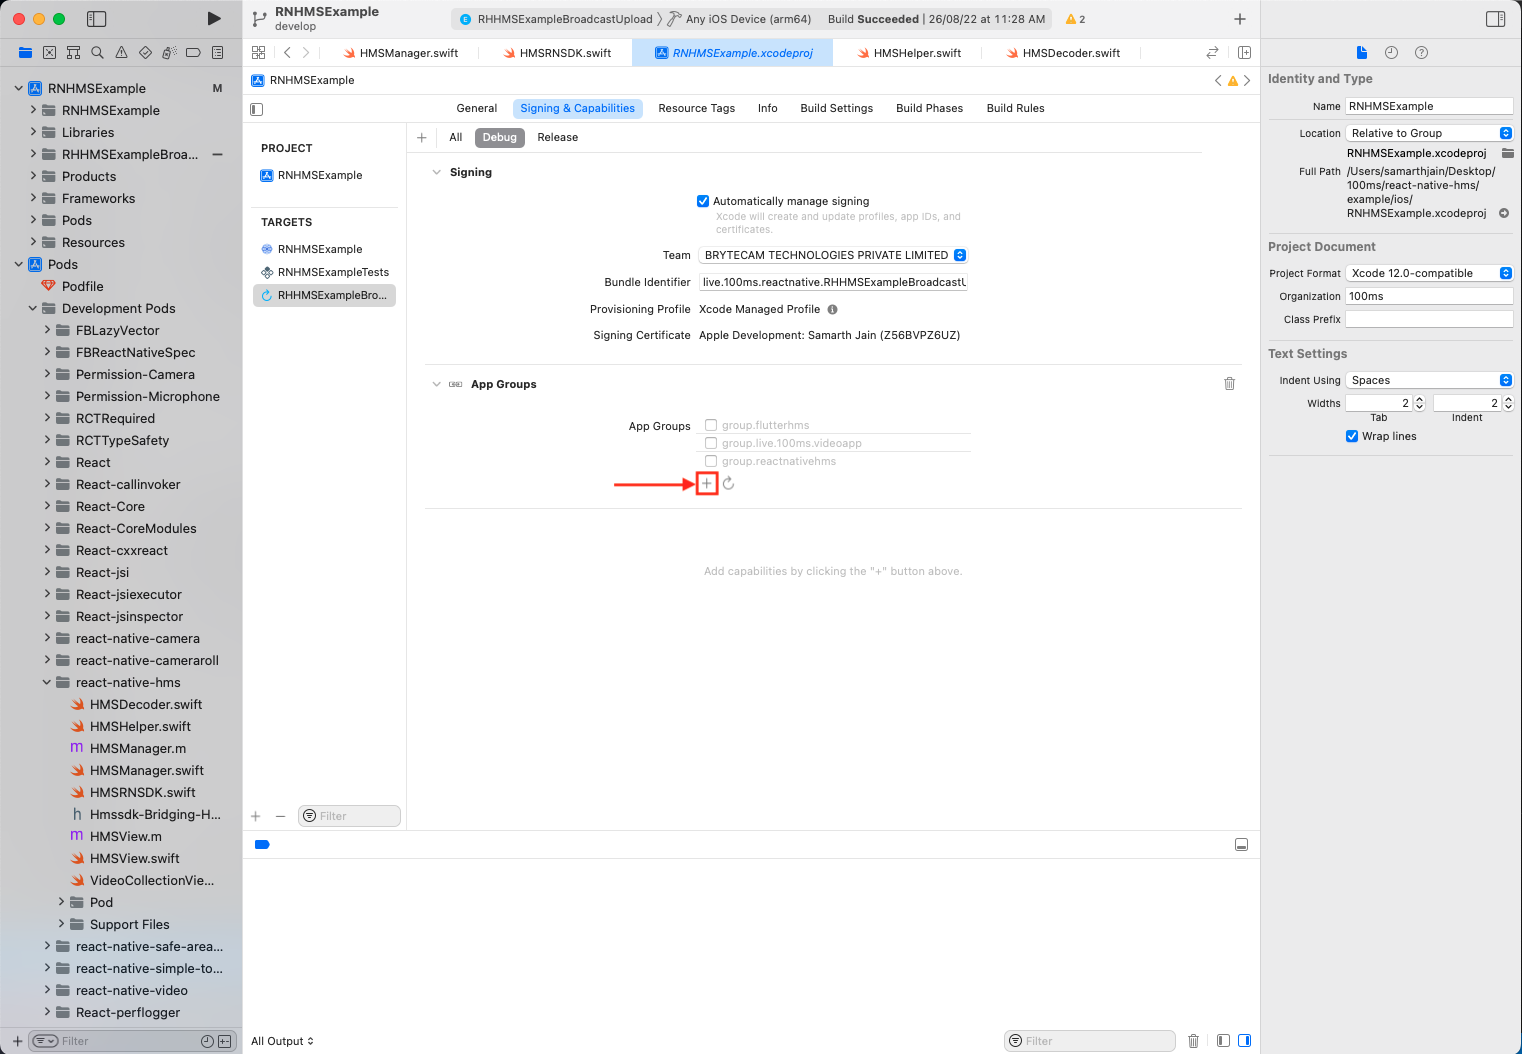 RNHMSExample
develop
RHHMSExampleBroadcastUpload
Any iOS Device (arm64)
Build Succeeded | 26/08/22 at 11:28 AM
2
HMSManager.swift
HMSRNSDK.swift
RNHMSExample.xcodeproj
HMSHelper.swift
HMSDecoder.swift
RNHMSExample
General
Signing & Capabilities
Resource Tags
Info
Build Settings
Build Phases
Build Rules
RNHMSExample M
RNHMSExample
Libraries
RHHMSExampleBroa...
Products
Frameworks
Pods
Resources
Pods
Podfile
Development Pods
FBLazyVector
FBReactNativeSpec
Permission-Camera
Permission-Microphone
RCTRequired
RCTTypeSafety
React
React-callinvoker
React-Core
React-CoreModules
React-cxxreact
React-jsi
React-jsiexecutor
React-jsinspector
react-native-camera
react-native-cameraroll
react-native-hms
HMSDecoder.swift
HMSHelper.swift
m HMSManager.m
HMSManager.swift
HMSRNSDK.swift
h Hmssdk-Bridging-H...
m HMSView.m
HMSView.swift
VideoCollectionVie...
Pod
Support Files
react-native-safe-area...
react-native-simple-to...
react-native-video
React-perflogger
Filter
PROJECT
RNHMSExample
TARGETS
RNHMSExample
RNHMSExampleTests
RHHMSExampleBro...
Filter
All
Debug
Release
Signing
Automatically manage signing
Xcode will create and update profiles, app IDs, and
certificates.
Team BRYTECAM TECHNOLOGIES PRIVATE LIMITED
Bundle Identifier live.100ms.reactnative.RHHMSExampleBroadcastU
Provisioning Profile Xcode Managed Profile
Signing Certificate Apple Development: Samarth Jain (Z56BVPZ6UZ)
App Groups
App Groups group.flutterhms
group.live.100ms.videoapp
group.reactnativehms
Add capabilities by clicking the "+" button above.
All Output
Filter
Identity and Type
Name RNHMSExample
Location Relative to Group
RNHMSExample.xcodeproj
Full Path /Users/samarthjain/Desktop/
100ms/react-native-hms/
example/ios/
RNHMSExample.xcodeproj
Project Document
Project Format Xcode 12.0-compatible
Organization 100ms
Class Prefix
Text Settings
Indent Using Spaces
Widths 2 2
Tab Indent
Wrap lines